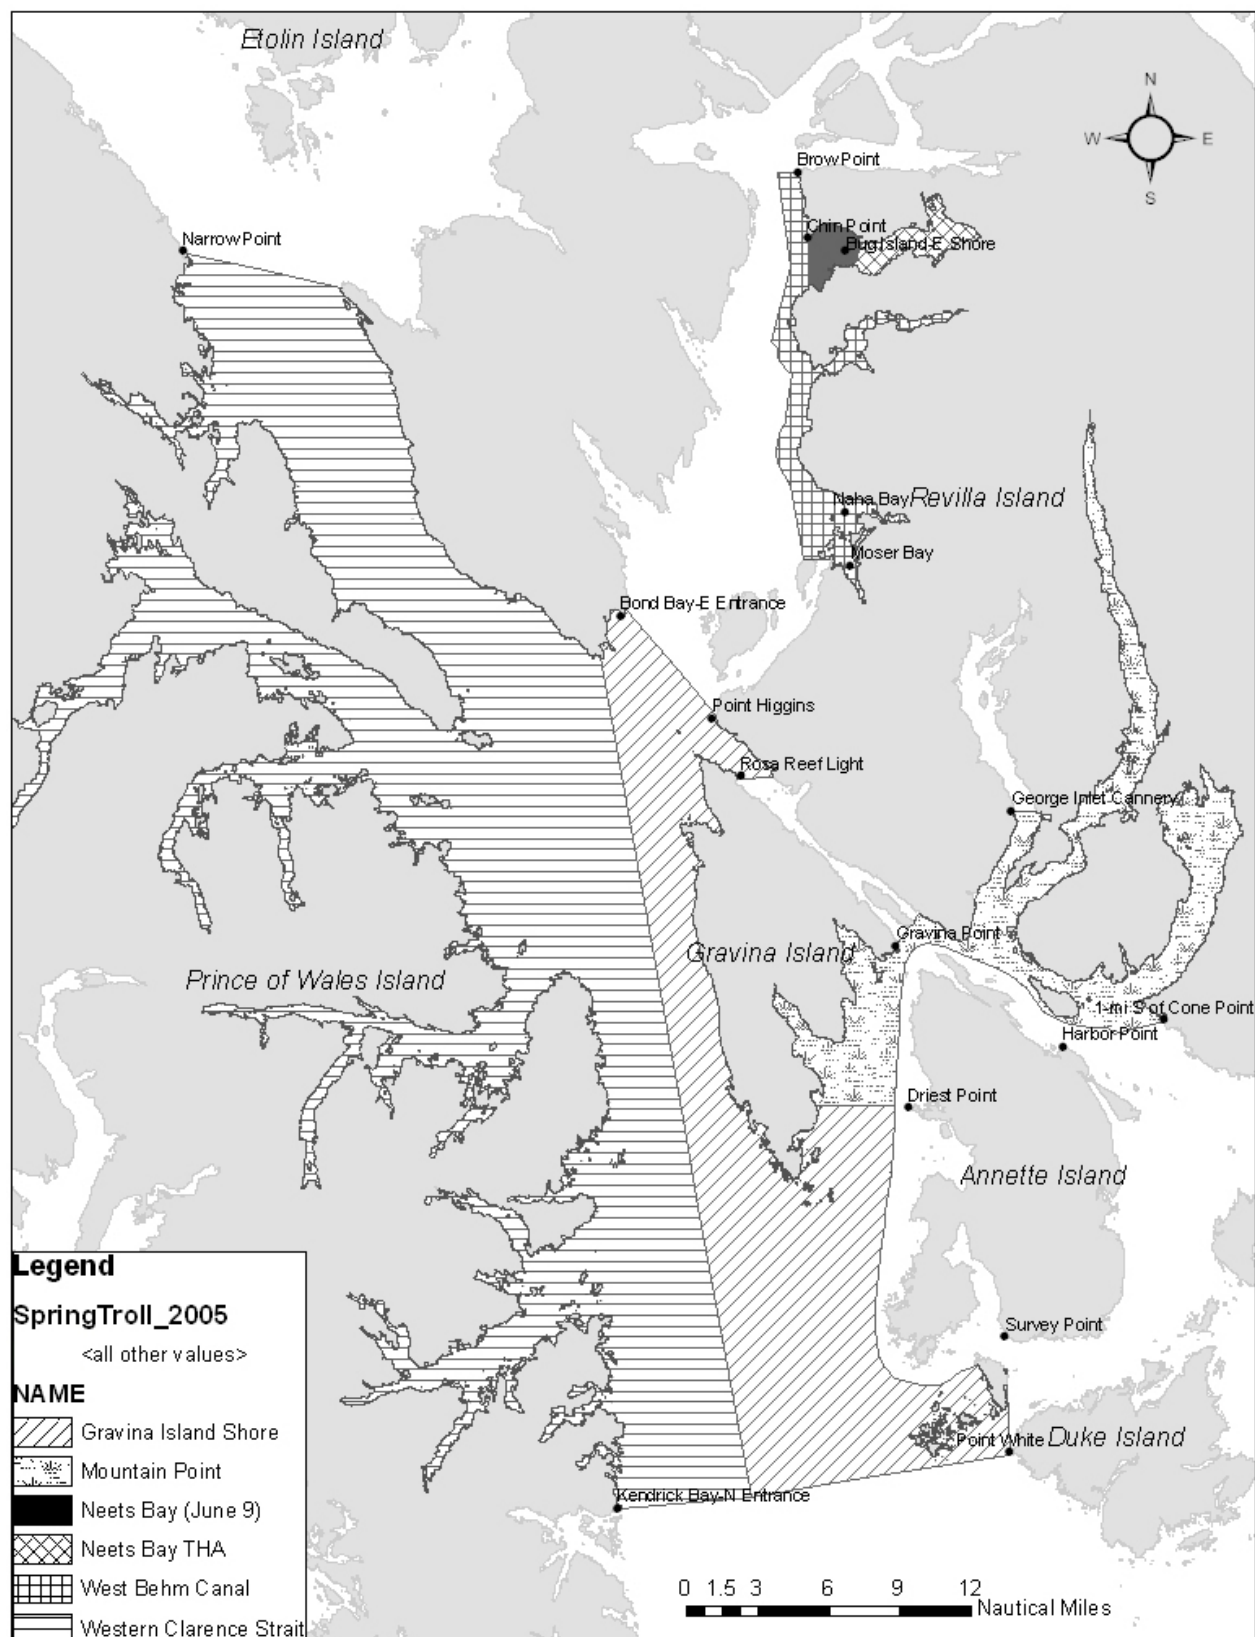 Etolin Island
N
W E
S
Brow Point
Chin Point
Narrow Point
Bug Island-E Shore
Naha Bay
Revilla Island
Moser Bay
Bond Bay-E Entrance
Point Higgins
Rosa Reef Light
George Inlet Cannery
Gravina Point
Gravina Island
Prince of Wales Island
1-mi S of Cone Point
Harbor Point
Driest Point
Annette Island
Survey Point
Point White
Duke Island
Kendrick Bay-N Entrance
Legend
SpringTroll_2005
<all other values>
NAME
Gravina Island Shore
Mountain Point
Neets Bay (June 9)
Neets Bay THA
West Behm Canal
Western Clarence Strait
0 1.5 3 6 9 12
Nautical Miles